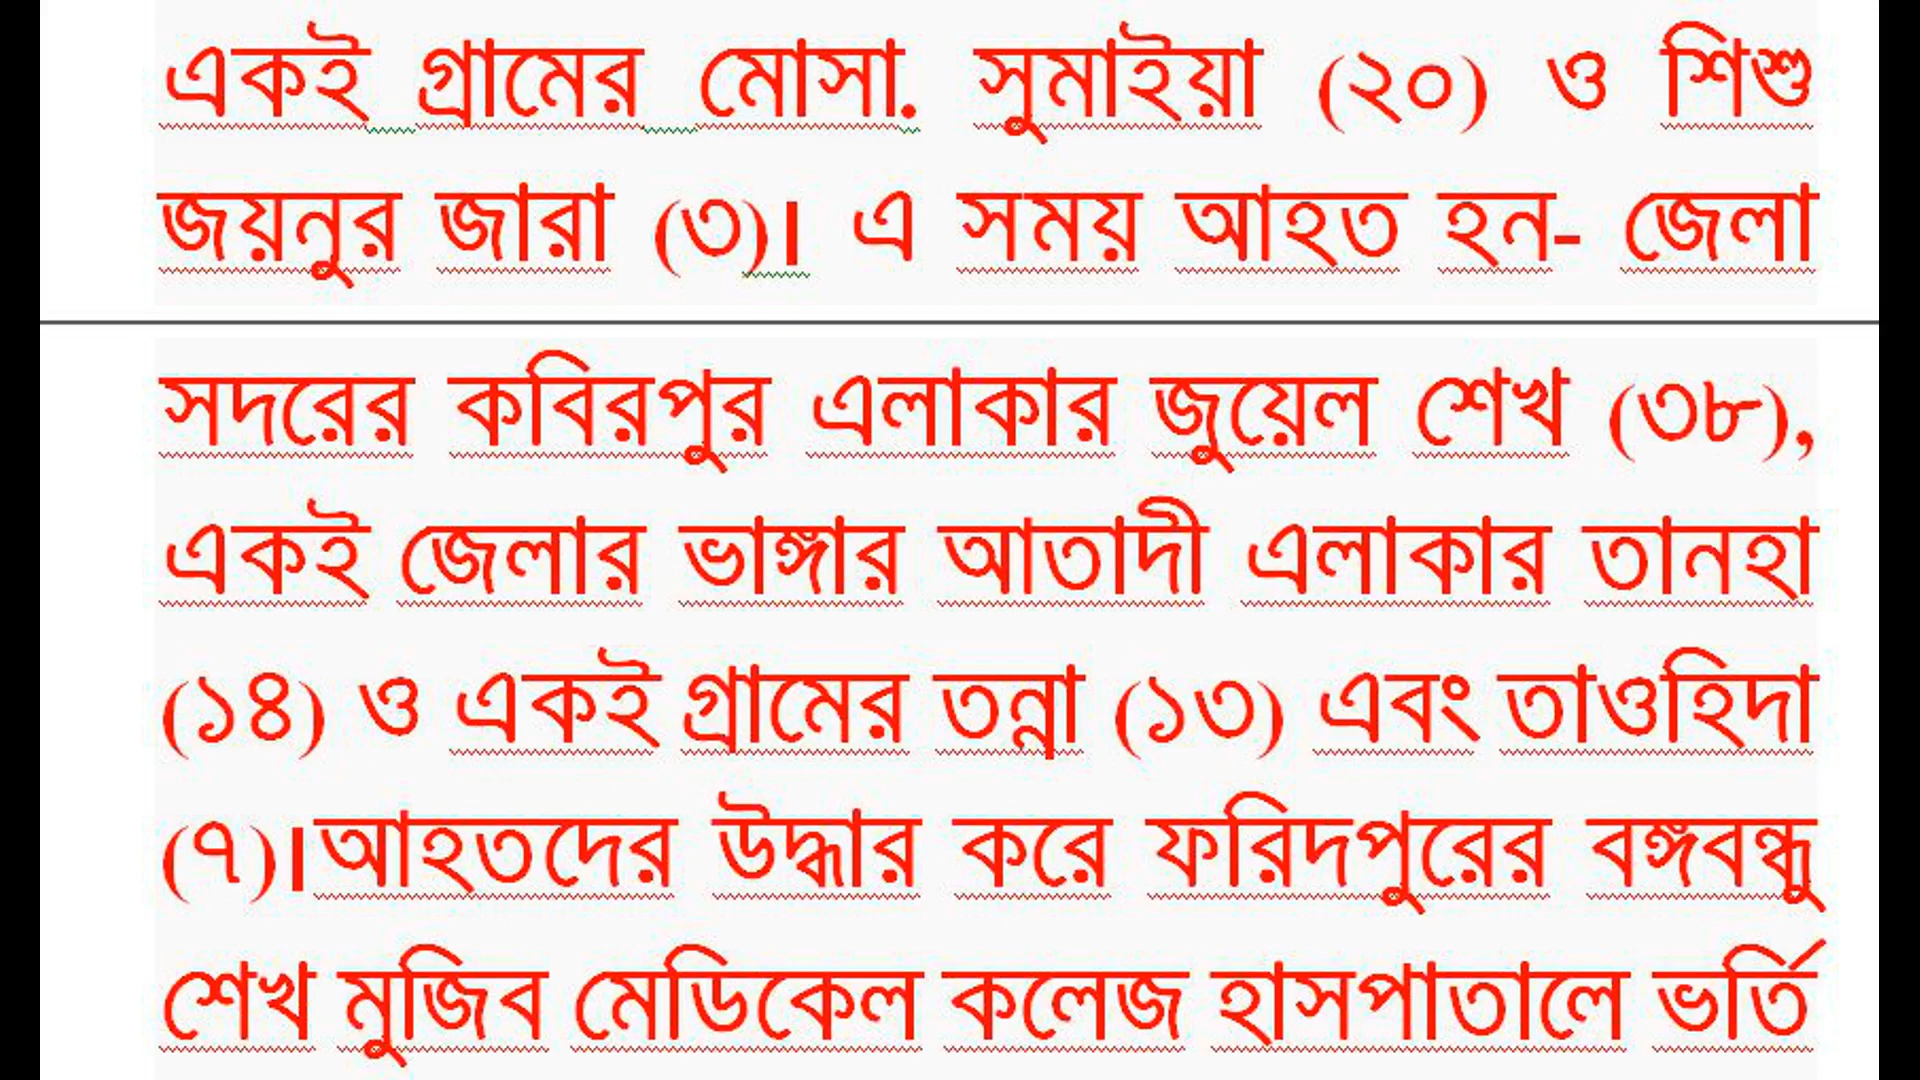 একই গ্রামের মোসা. সুমাইয়া (২০) ও শিশু
জয়নুর জারা (৩)। এ সময় আহত হন- জেলা
সদরের কবিরপুর এলাকার জুয়েল শেখ (৩৮),
একই জেলার ভাঙ্গার আতাদী এলাকার তানহা
(১৪) ও একই গ্রামের তন্না (১৩) এবং তাওহিদা
(৭)।আহতদের উদ্ধার করে ফরিদপুরের বঙ্গবন্ধু
শেখ মুজিব মেডিকেল কলেজ হাসপাতালে ভর্তি